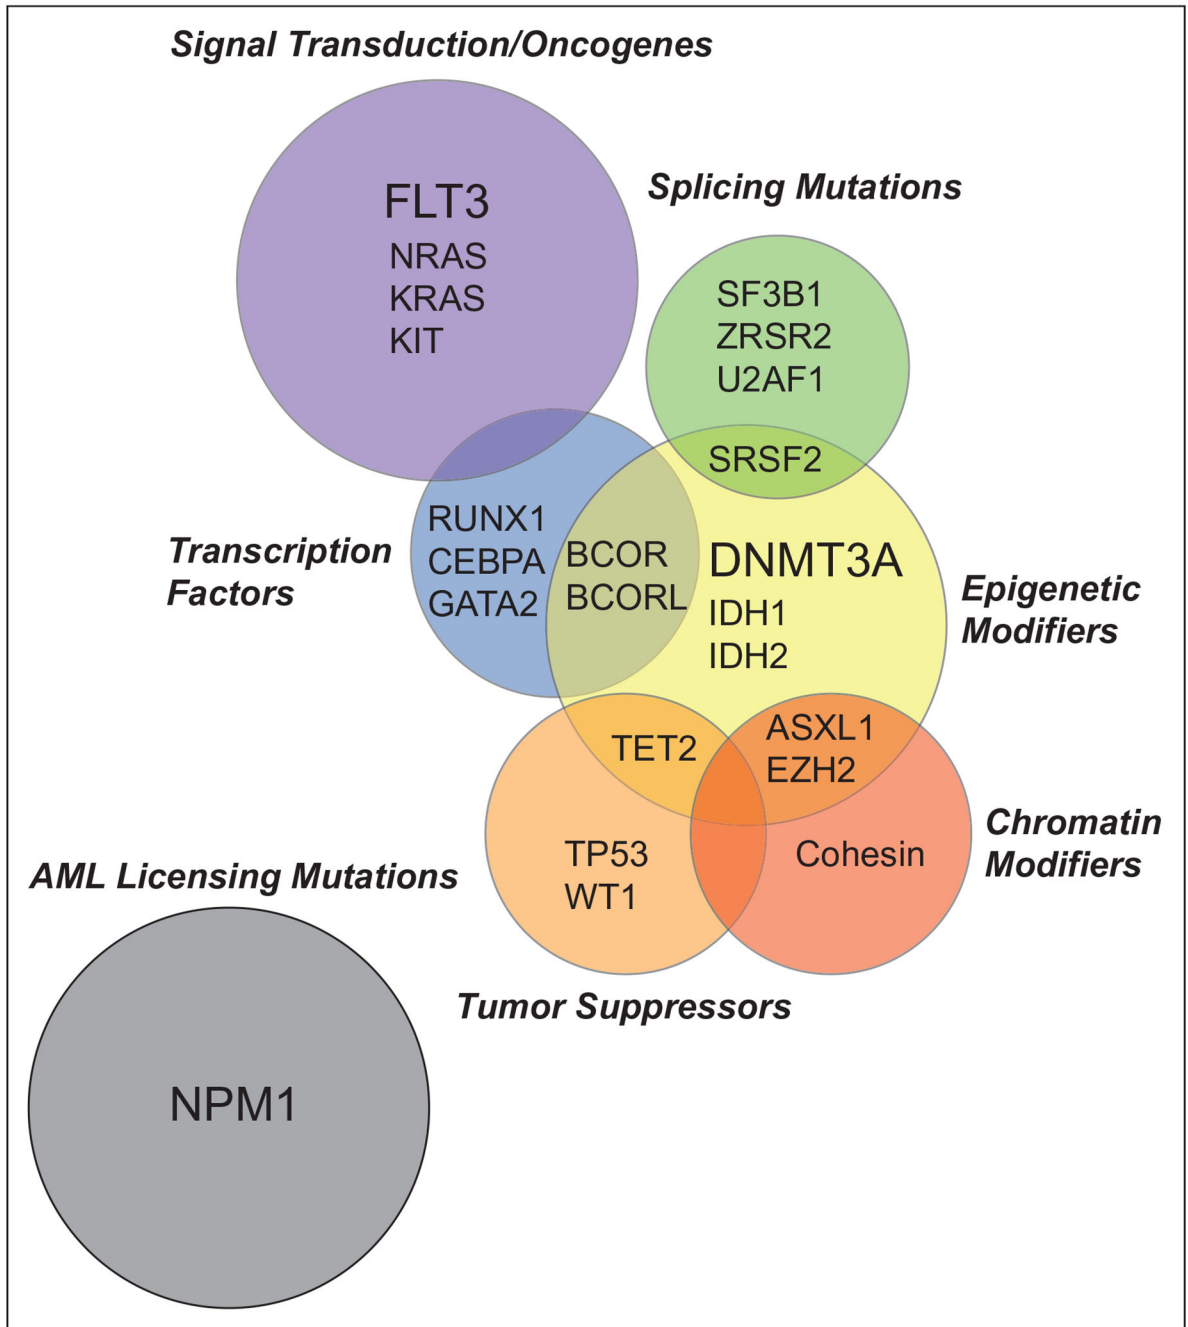 Signal Transduction/Oncogenes
FLT3
NRAS
KRAS
KIT
Splicing Mutations
SF3B1
ZRSR2
U2AF1
SRSF2
Transcription
Factors
RUNX1
CEBPA
GATA2
BCOR
BCORL
DNMT3A
IDH1
IDH2
Epigenetic
Modifiers
TET2
ASXL1
EZH2
TP53
WT1
Cohesin
Chromatin
Modifiers
Tumor Suppressors
AML Licensing Mutations
NPM1